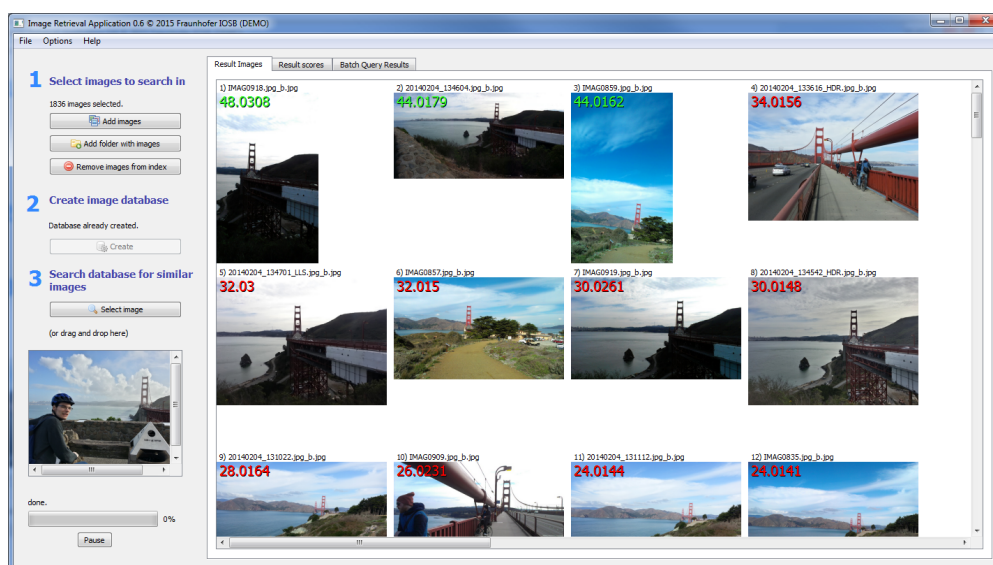 Image Retrieval Application 0.6 © 2015 Fraunhofer IOSB (DEMO)
File Options Help
1 Select images to search in
1836 images selected.
Add images
Add folder with images
Remove images from index
2 Create image database
Database already created.
Create
3 Search database for similar
images
Select image
(or drag and drop here)
done.
0%
Pause
Result Images Result scores Batch Query Results
1) IMAG0918.jpg_b.jpg 2) 20140204_134604.jpg_b.jpg 3) IMAG0859.jpg_b.jpg 4) 20140204_133616_HDR.jpg_b.jpg
48.0308 44.0179 44.0162 34.0156
5) 20140204_134701_LLS.jpg_b.jpg 6) IMAG0857.jpg_b.jpg 7) IMAG0919.jpg_b.jpg 8) 20140204_134542_HDR.jpg_b.jpg
32.03 32.015 30.0261 30.0148
9) 20140204_131022.jpg_b.jpg 10) IMAG0909.jpg_b.jpg 11) 20140204_131112.jpg_b.jpg 12) IMAG0835.jpg_b.jpg
28.0164 26.0231 24.0144 24.0141